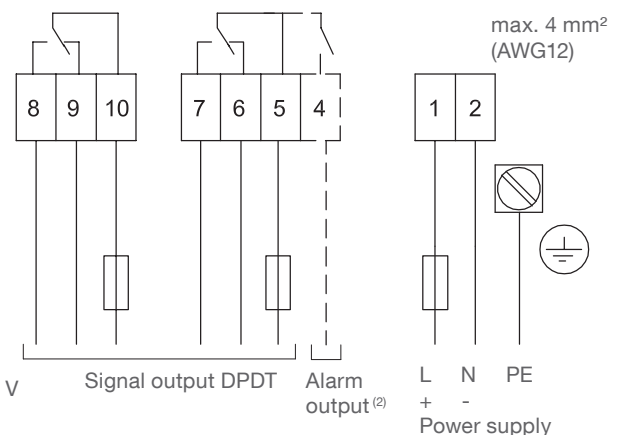 max. 4 mm²
(AWG12)
8 9 10 7 6 5 4 1 2
V Signal output DPDT Alarm output (2)
L N PE
+ -
Power supply